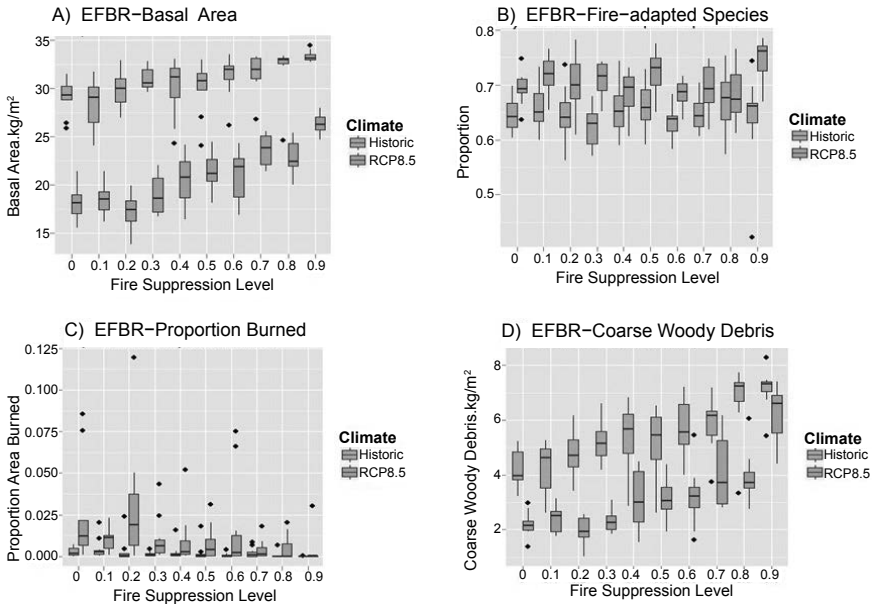 A) EFBR−Basal Area
35
30
25
20
15
Basal Area.kg/m²
0 0.1 0.2 0.3 0.4 0.5 0.6 0.7 0.8 0.9
Fire Suppression Level
Climate
Historic
RCP8.5
B) EFBR−Fire−adapted Species
0.8
0.7
0.6
0.5
Proportion
0 0.1 0.2 0.3 0.4 0.5 0.6 0.7 0.8 0.9
Fire Suppression Level
Climate
Historic
RCP8.5
C) EFBR−Proportion Burned
0.125
0.100
0.075
0.050
0.025
0.000
Proportion Area Burned
0 0.1 0.2 0.3 0.4 0.5 0.6 0.7 0.8 0.9
Fire Suppression Level
Climate
Historic
RCP8.5
D) EFBR−Coarse Woody Debris
8
6
4
2
Coarse Woody Debris.kg/m²
0 0.1 0.2 0.3 0.4 0.5 0.6 0.7 0.8 0.9
Fire Suppression Level
Climate
Historic
RCP8.5